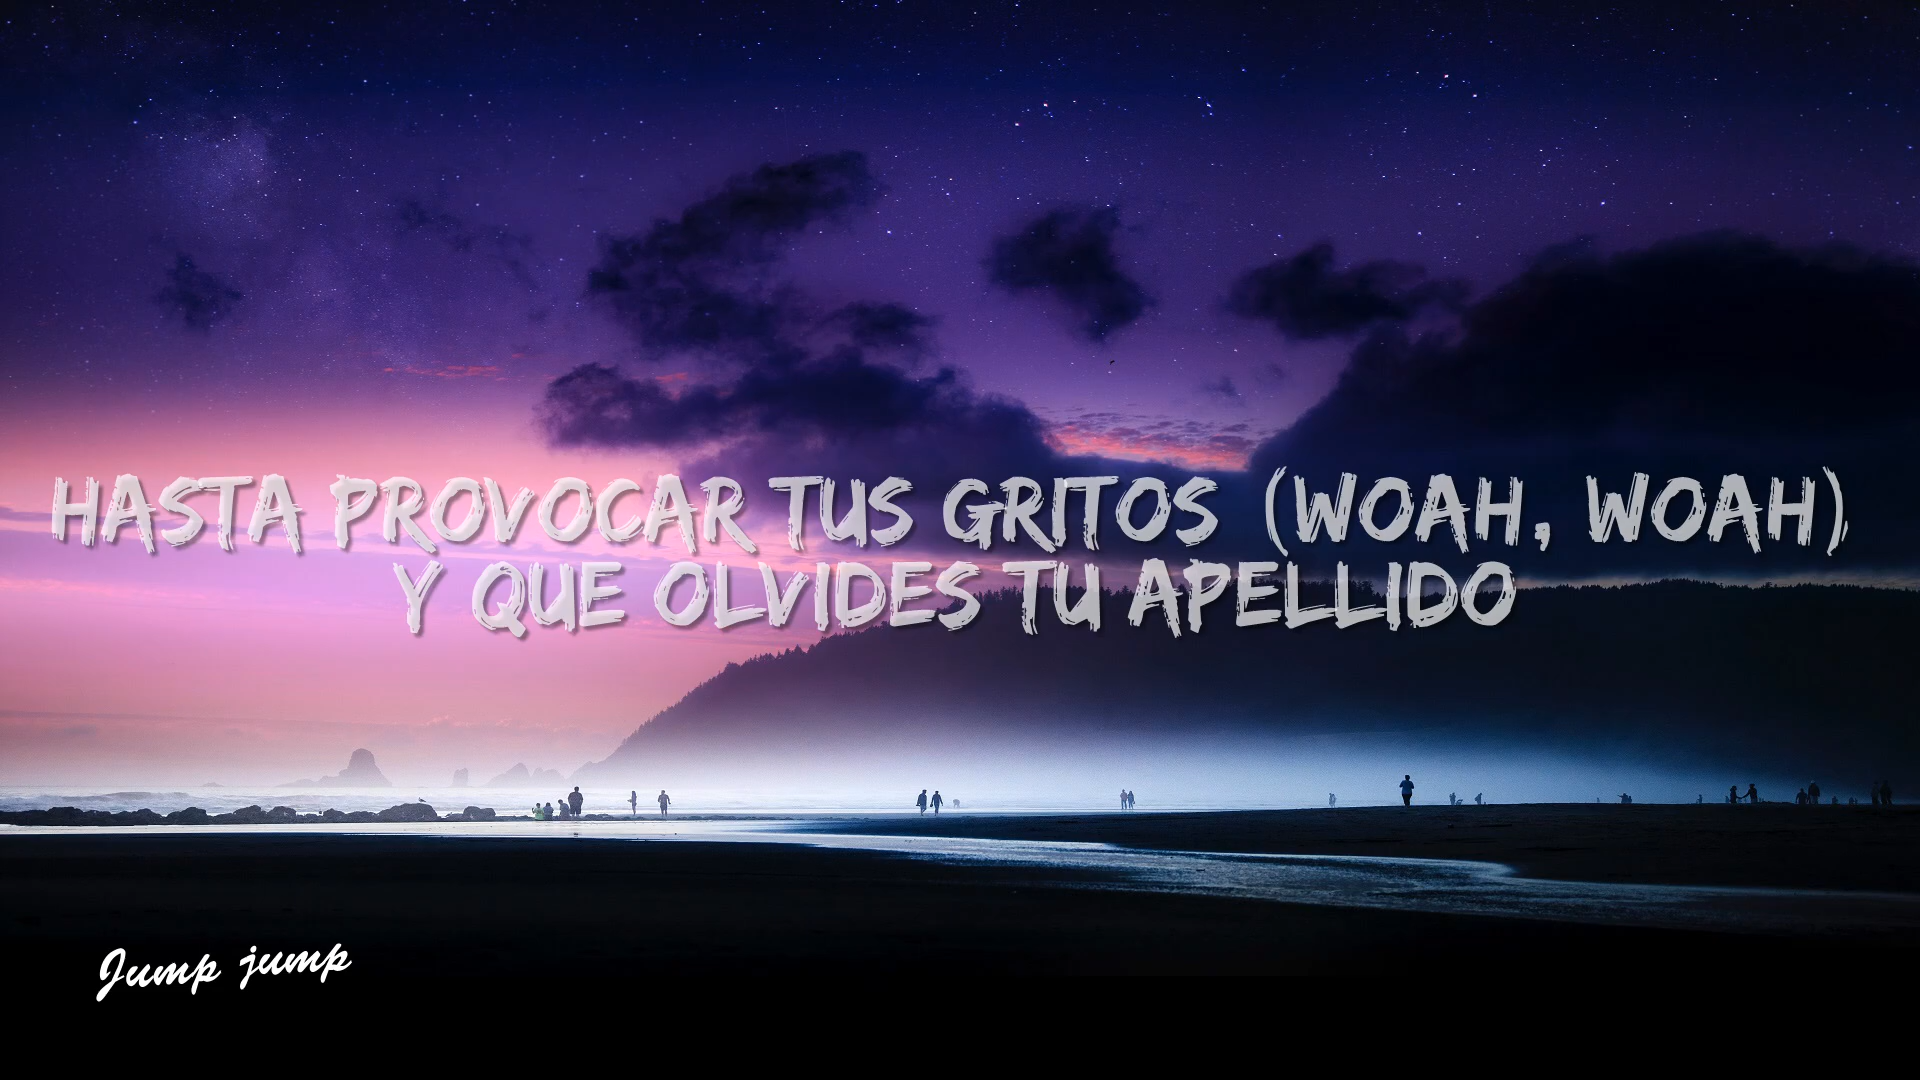 HASTA PROVOCAR TUS GRITOS (WOAH, WOAH)
Y QUE OLVIDES TU APELLIDO
Jump jump